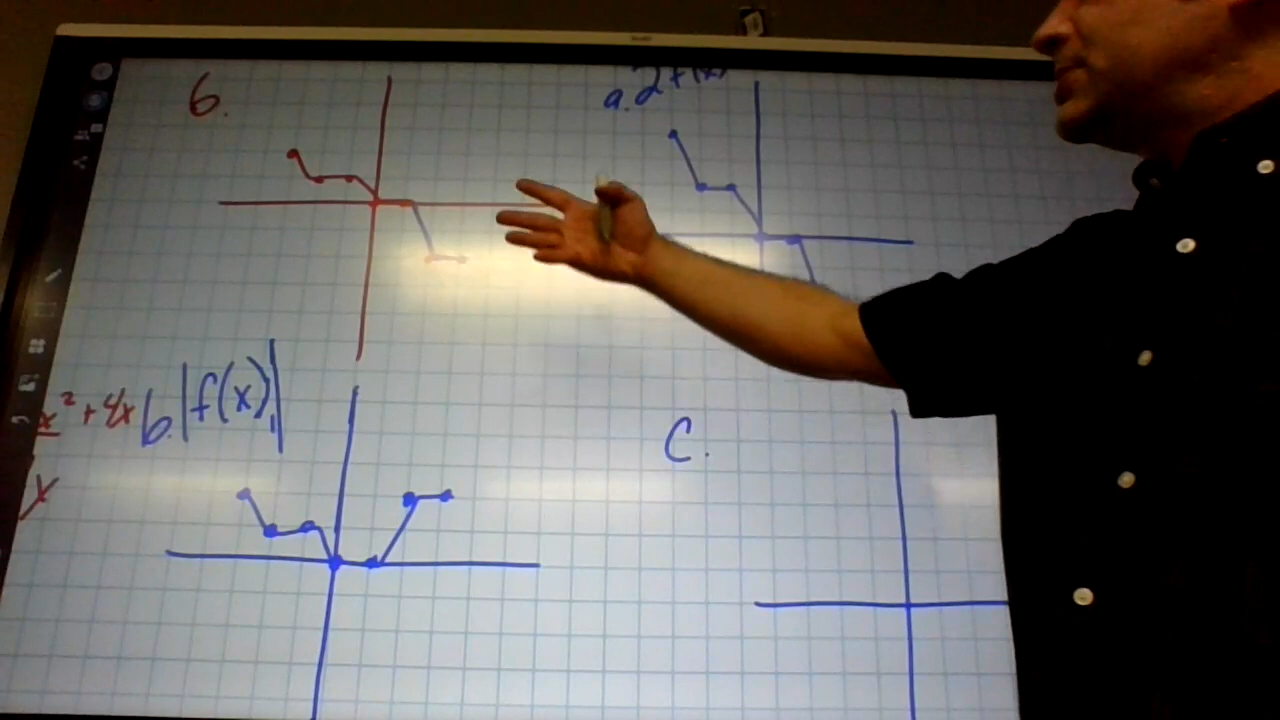 6.
a. 2f(x)
x² + 4x
x
b. |f(x)|
C.